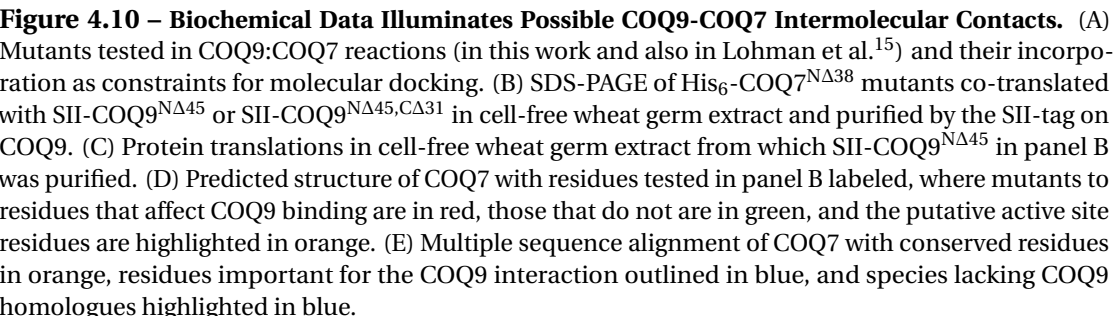 Figure 4.10 – Biochemical Data Illuminates Possible COQ9-COQ7 Intermolecular Contacts. (A)
Mutants tested in COQ9:COQ7 reactions (in this work and also in Lohman et al.¹⁵) and their incorpo-
ration as constraints for molecular docking. (B) SDS-PAGE of His₆-COQ7ᴺΔ³⁸ mutants co-translated
with SII-COQ9ᴺΔ⁴⁵ or SII-COQ9ᴺΔ⁴⁵,ᶜΔ³¹ in cell-free wheat germ extract and purified by the SII-tag on
COQ9. (C) Protein translations in cell-free wheat germ extract from which SII-COQ9ᴺΔ⁴⁵ in panel B
was purified. (D) Predicted structure of COQ7 with residues tested in panel B labeled, where mutants to
residues that affect COQ9 binding are in red, those that do not are in green, and the putative active site
residues are highlighted in orange. (E) Multiple sequence alignment of COQ7 with conserved residues
in orange, residues important for the COQ9 interaction outlined in blue, and species lacking COQ9
homologues highlighted in blue.